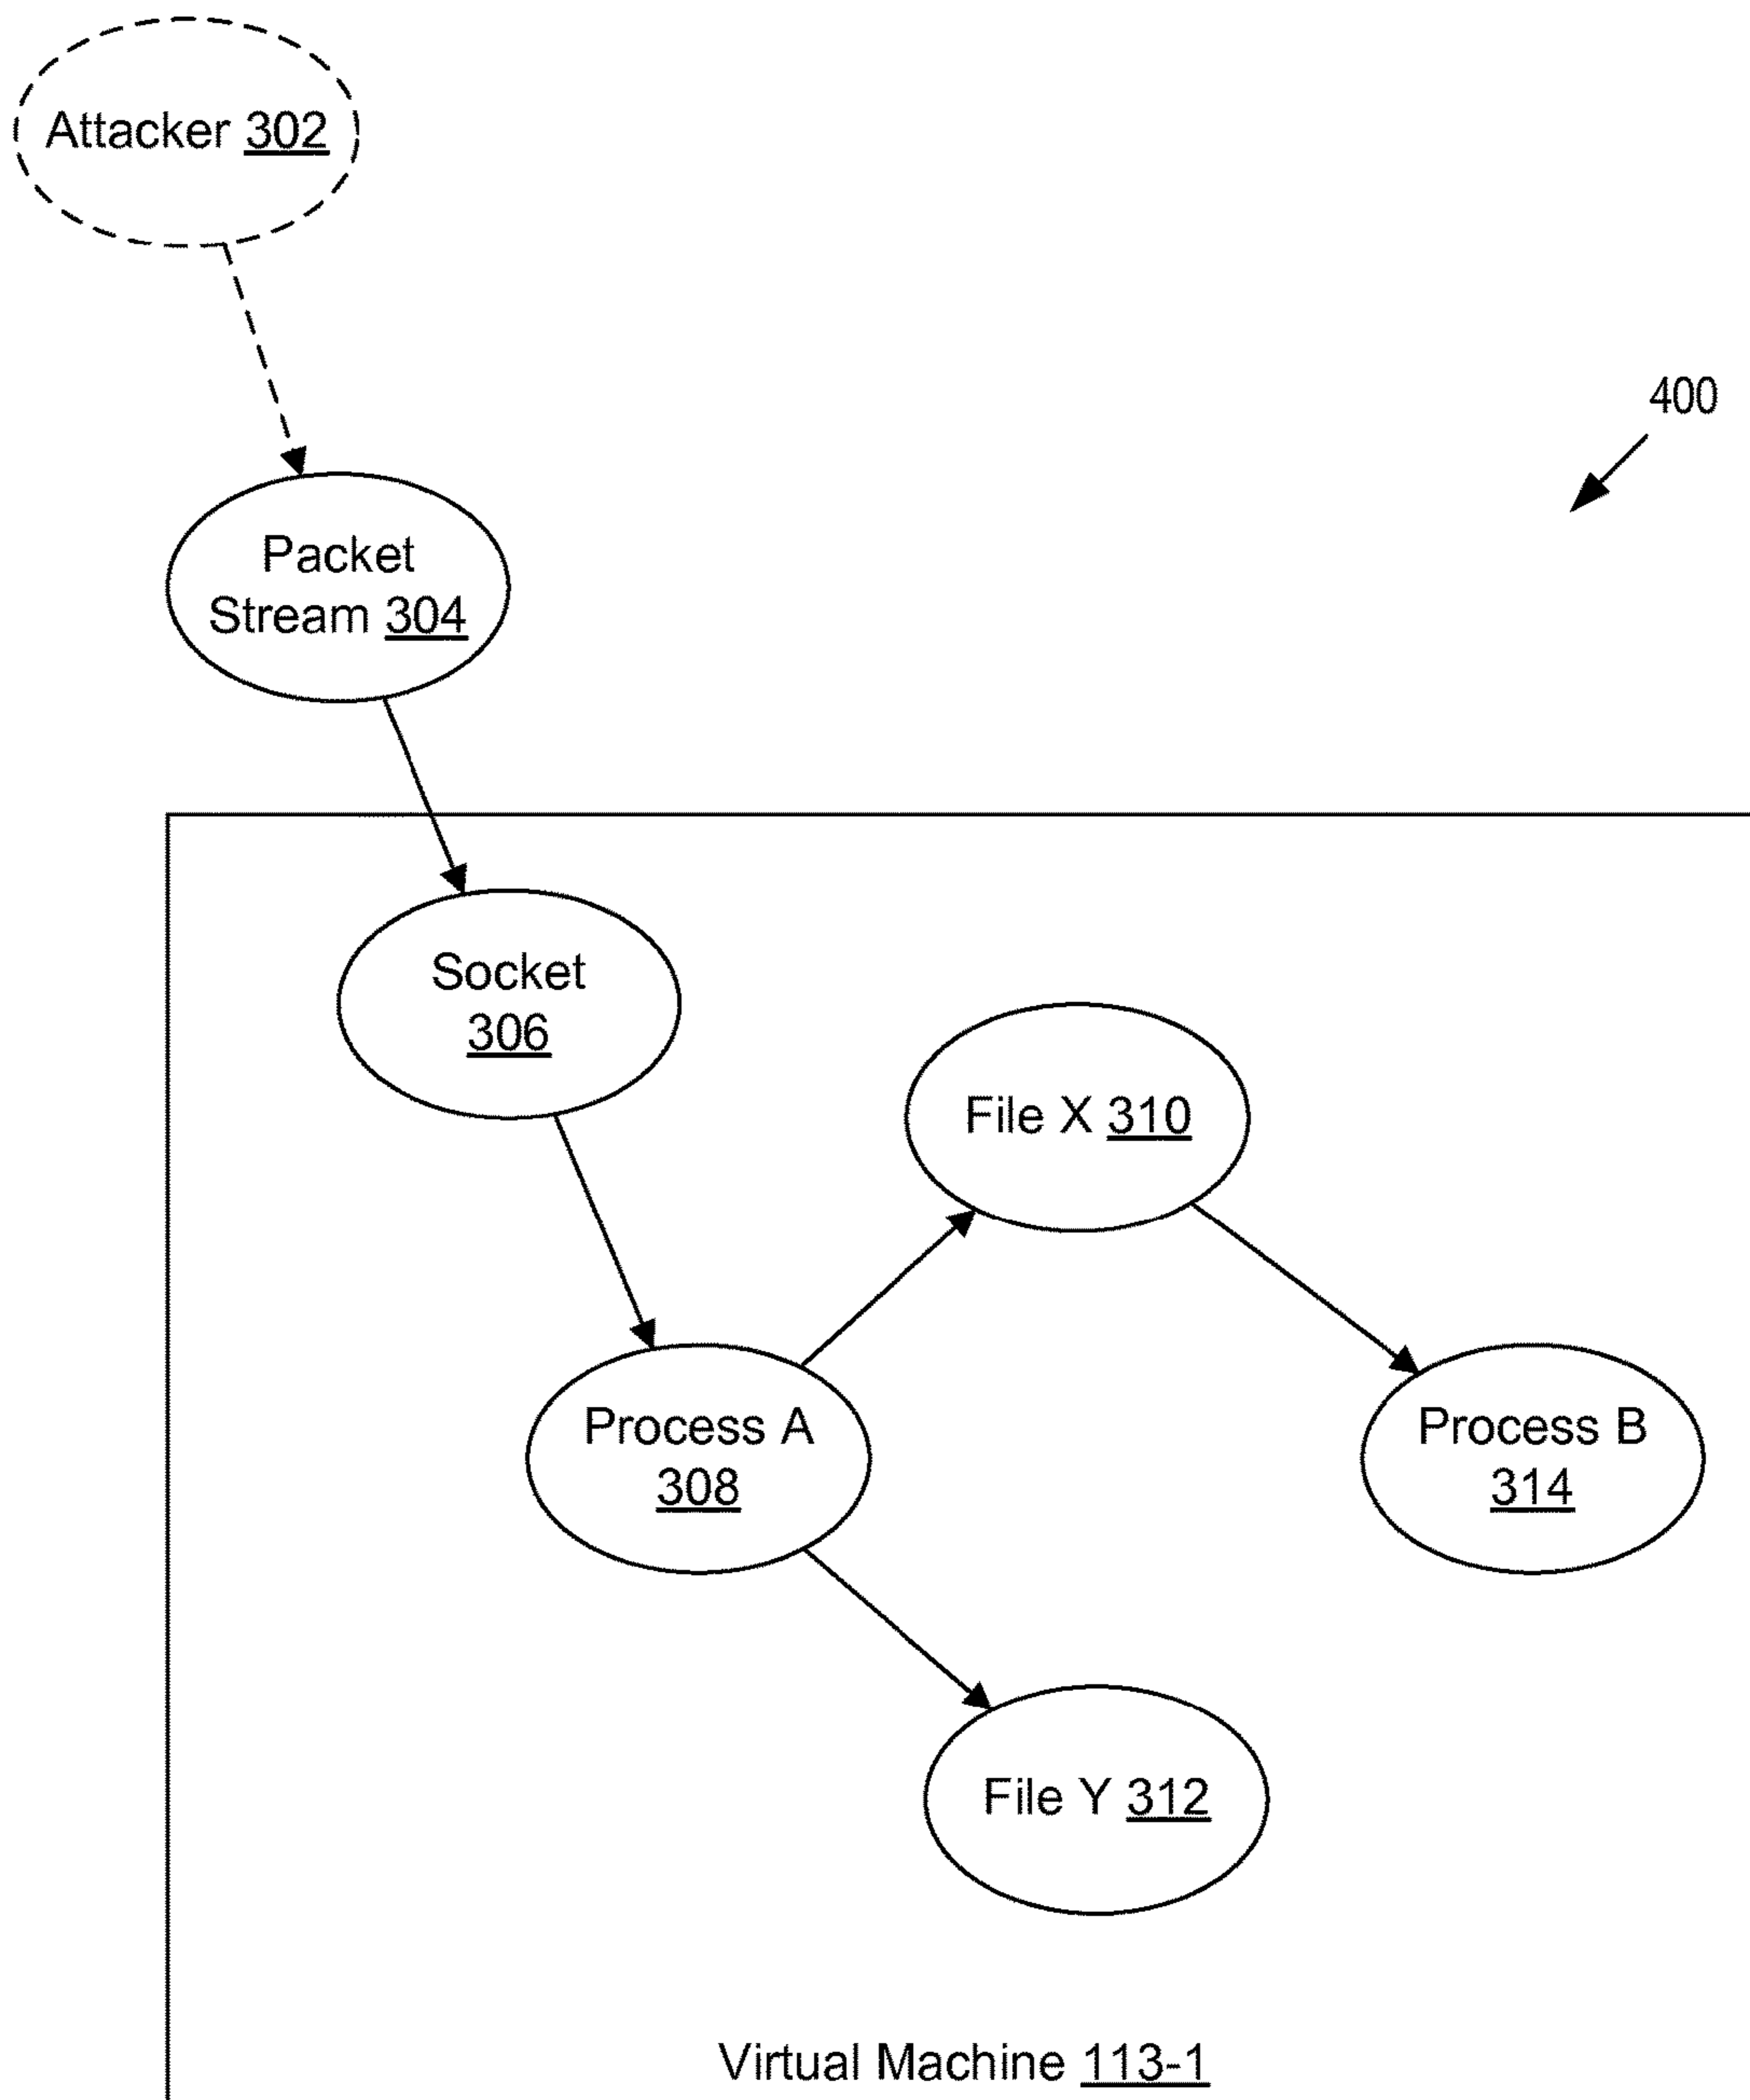 Attacker 302
400
Packet
Stream 304
Socket
306
File X 310
Process A
308
Process B
314
File Y 312
Virtual Machine 113-1